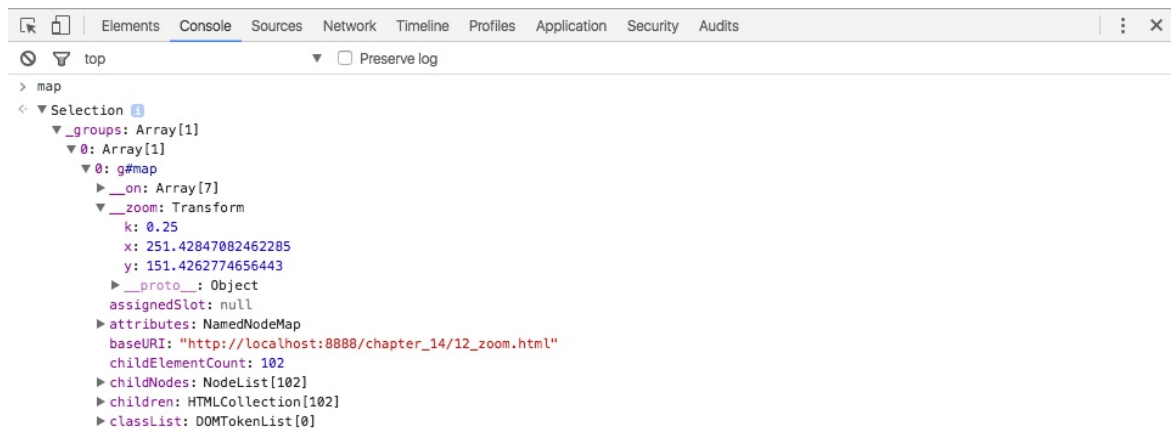 Elements Console Sources Network Timeline Profiles Application Security Audits
top Preserve log
> map
Selection i
_groups: Array[1]
0: Array[1]
0: g#map
__on: Array[7]
__zoom: Transform
k: 0.25
x: 251.42847082462285
y: 151.4262774656443
__proto__: Object
assignedSlot: null
attributes: NamedNodeMap
baseURI: "http://localhost:8888/chapter_14/12_zoom.html"
childElementCount: 102
childNodes: NodeList[102]
children: HTMLCollection[102]
classList: DOMTokenList[0]